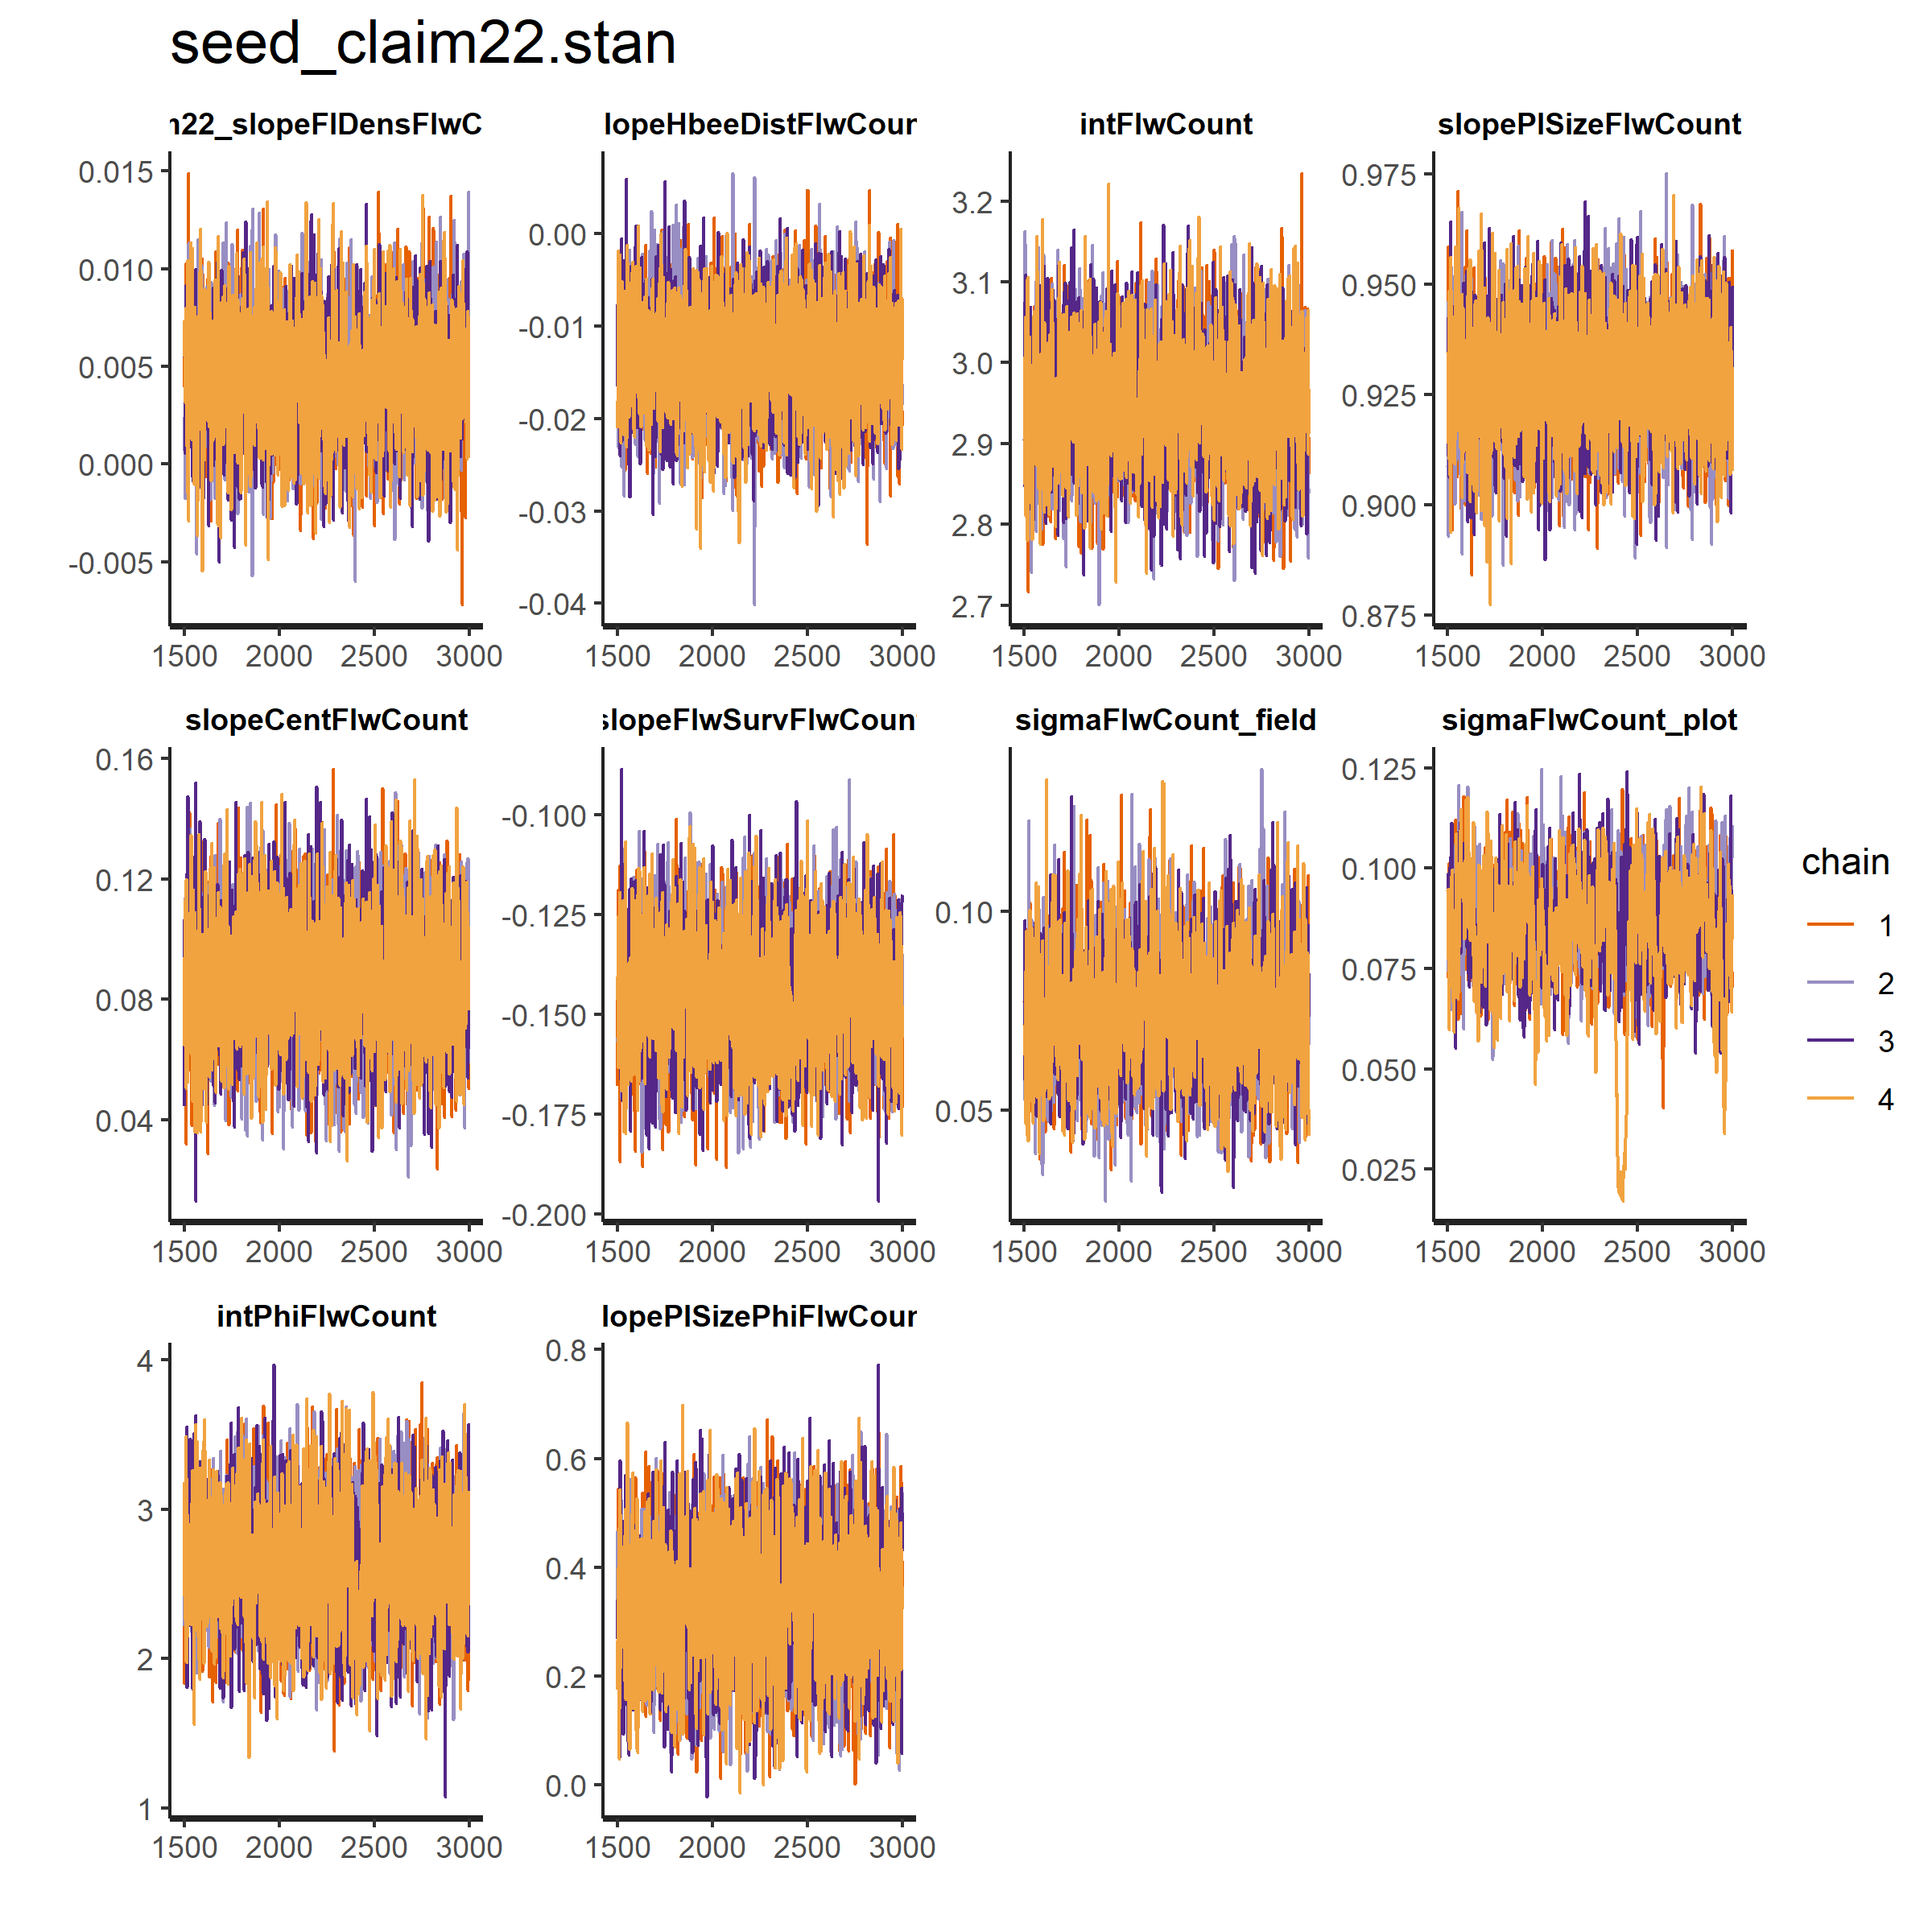 seed_claim22.stan
n22_slopeFlDensFlwC
lopeHbeeDistFlwCoun
intFlwCount
slopePlSizeFlwCount
0.015
0.010
0.005
0.000
-0.005
0.00
-0.01
-0.02
-0.03
-0.04
3.2
3.1
3.0
2.9
2.8
2.7
0.975
0.950
0.925
0.900
0.875
1500 2000 2500 3000
1500 2000 2500 3000
1500 2000 2500 3000
1500 2000 2500 3000
slopeCentFlwCount
slopeFlwSurvFlwCoun
sigmaFlwCount_field
sigmaFlwCount_plot
0.16
0.12
0.08
0.04
-0.100
-0.125
-0.150
-0.175
-0.200
0.10
0.05
0.125
0.100
0.075
0.050
0.025
1500 2000 2500 3000
1500 2000 2500 3000
1500 2000 2500 3000
1500 2000 2500 3000
chain
1
2
3
4
intPhiFlwCount
lopePlSizePhiFlwCour
4
3
2
1
0.8
0.6
0.4
0.2
0.0
1500 2000 2500 3000
1500 2000 2500 3000